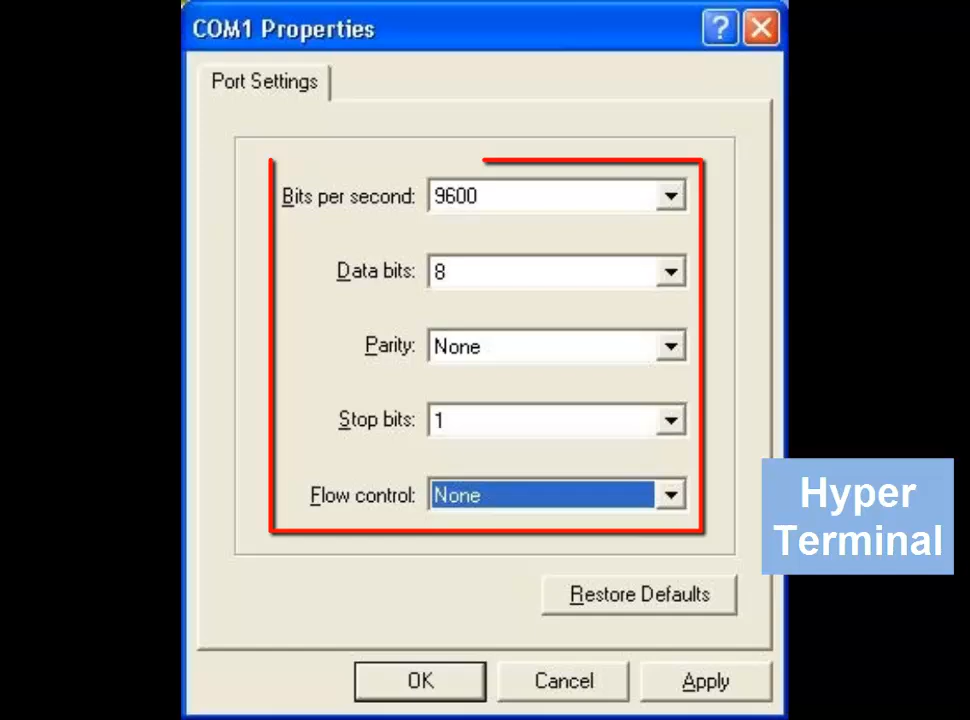 COM1 Properties
?
Port Settings
Bits per second: 9600
Data bits: 8
Parity: None
Stop bits: 1
Flow control: None
Hyper
Terminal
Restore Defaults
OK Cancel Apply